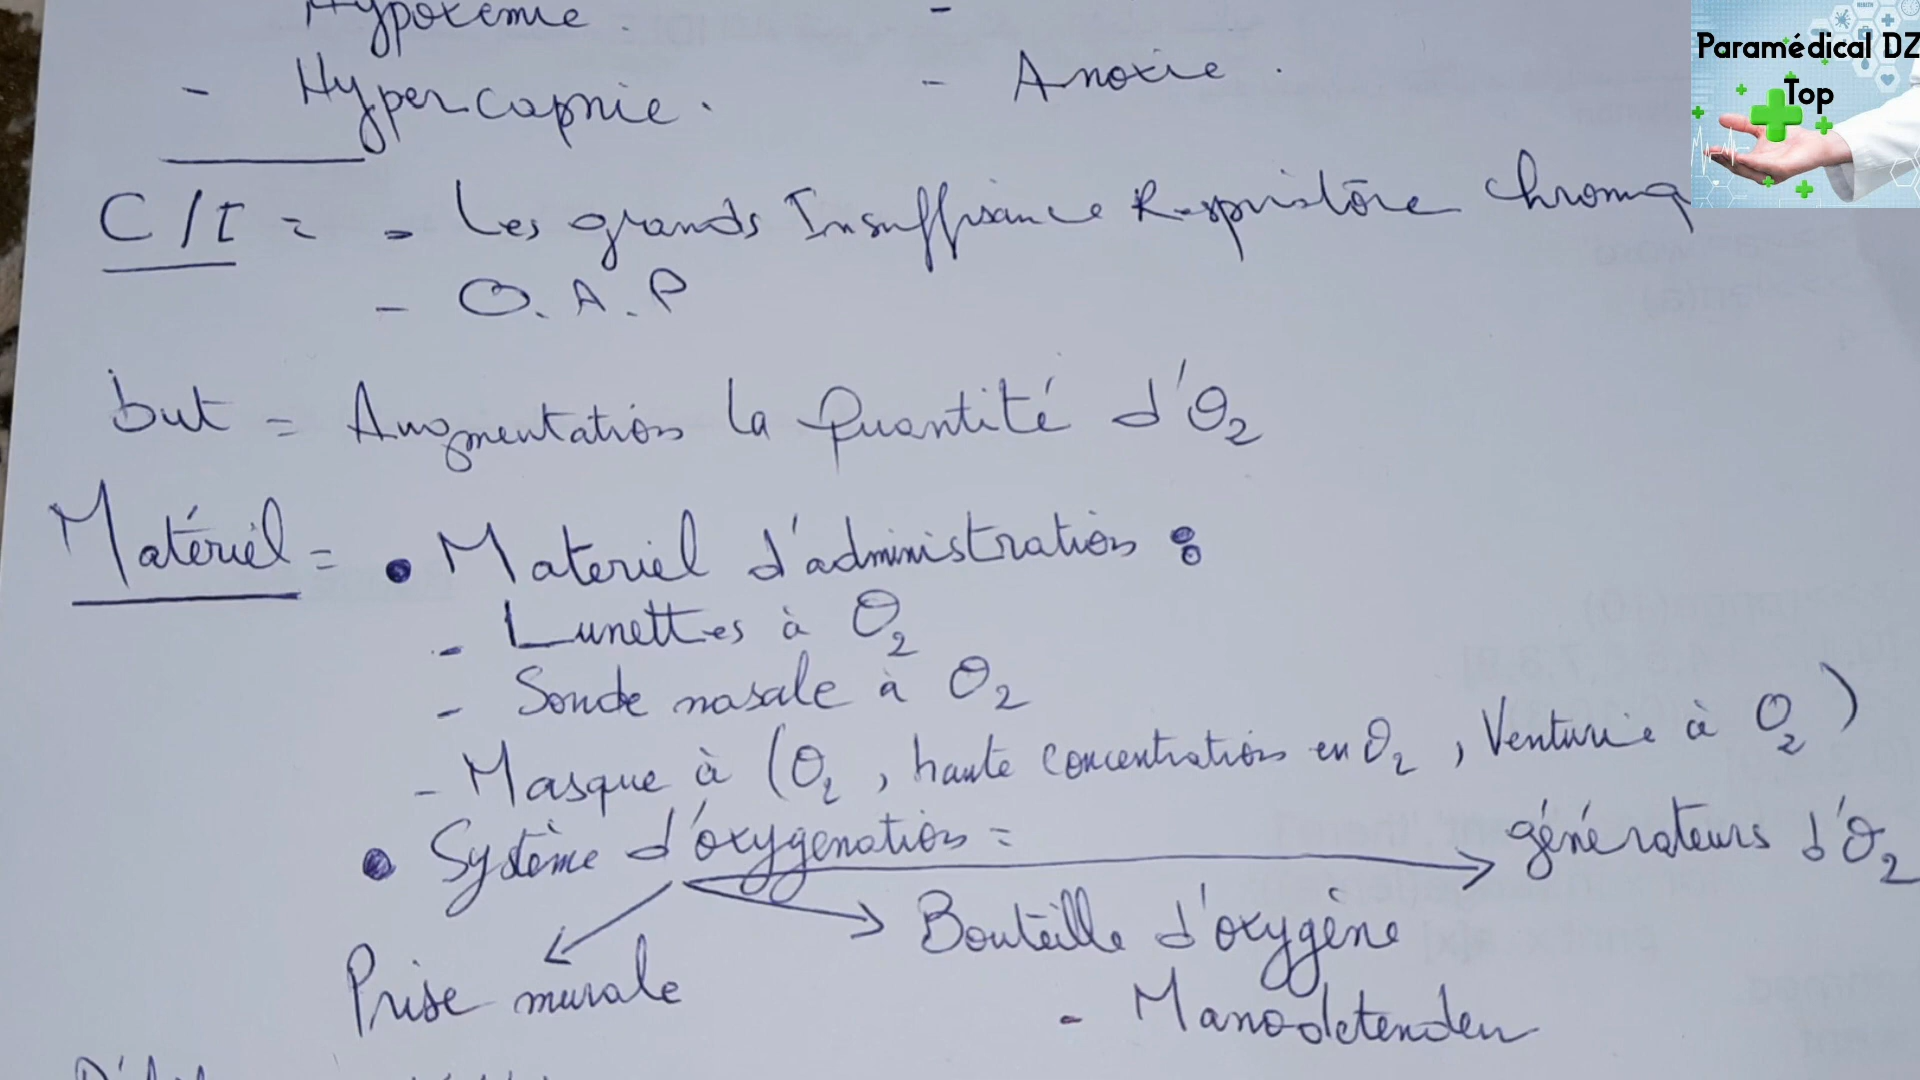 Hypoxémie. -
- Hypercapnie. - Anoxie.
Paramédical DZ
Top
C/I = - Les grands Insuffisance Respiratoire chroniq
- O.A.P
but = Augmentation la Quantité d'O2
Matériel = • Materiel d'administration :
- Lunettes à O2
- Sonde nasale à O2
- Masque à (O2, haute concentration en O2, Venturie à O2)
• Système d'oxygénation = générateurs d'O2
Bouteille d'oxygène
Prise murale
- Manodetendeu